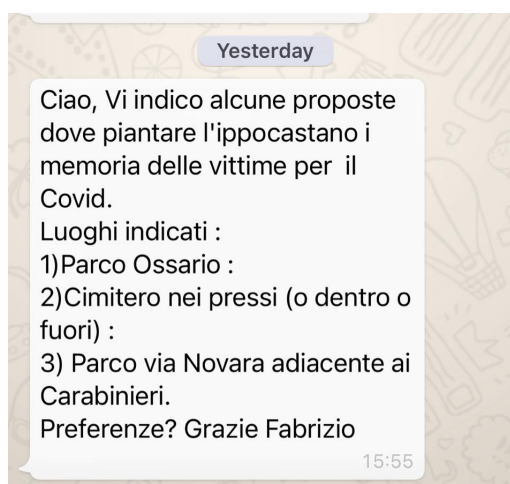 Yesterday
Ciao, Vi indico alcune proposte
dove piantare l'ippocastano i
memoria delle vittime per  il
Covid.
Luoghi indicati :
1)Parco Ossario :
2)Cimitero nei pressi (o dentro o
fuori) :
3) Parco via Novara adiacente ai
Carabinieri.
Preferenze? Grazie Fabrizio
15:55